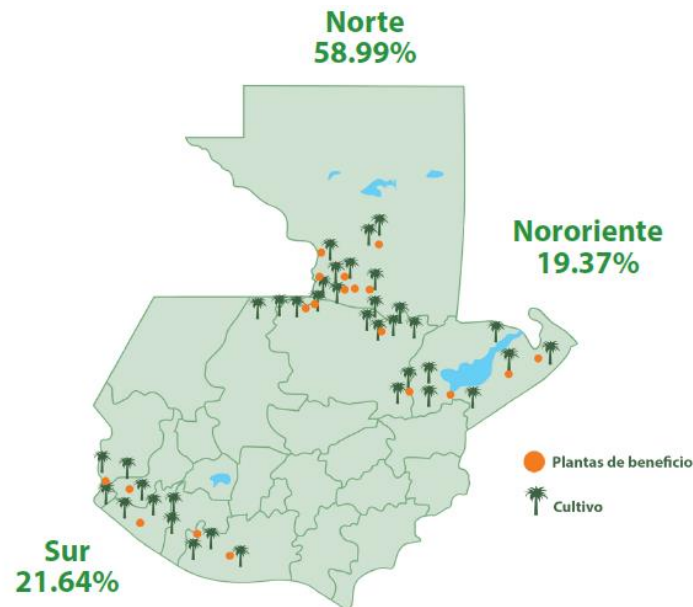 Norte
58.99%
Nororiente
19.37%
Plantas de beneficio
Cultivo
Sur
21.64%